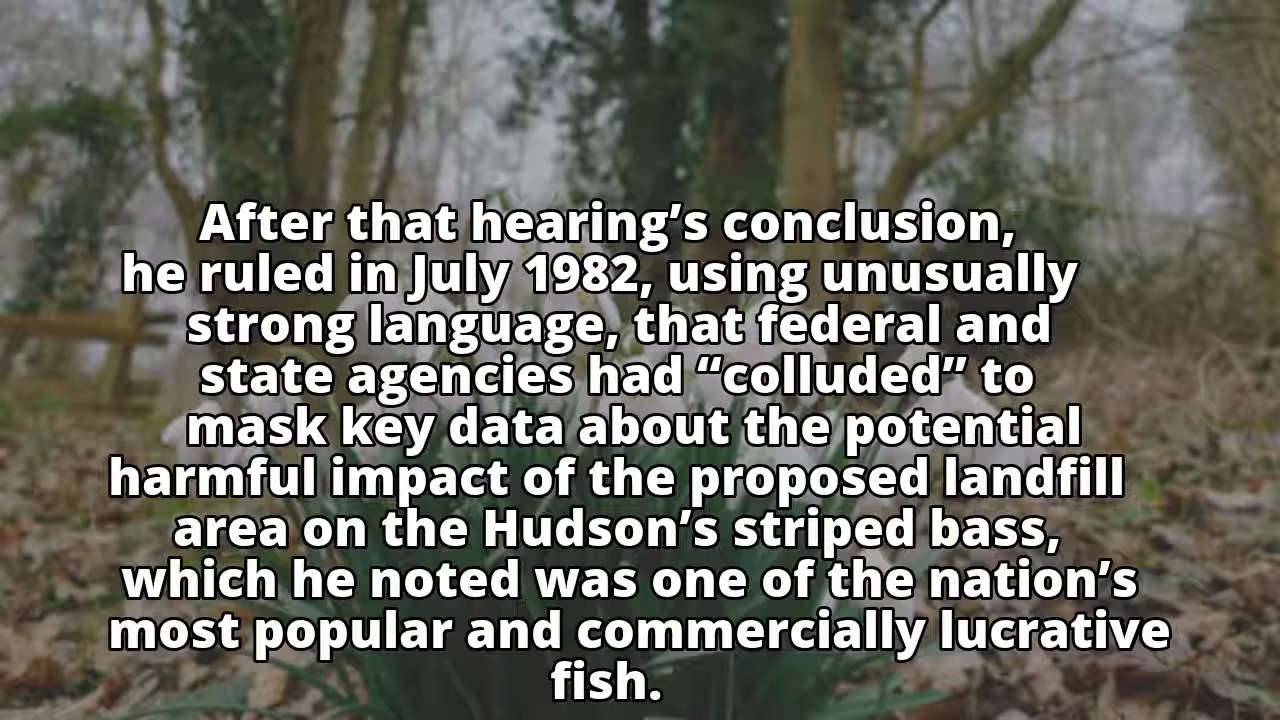 After that hearing’s conclusion,
he ruled in July 1982, using unusually
strong language, that federal and
state agencies had “colluded” to
mask key data about the potential
harmful impact of the proposed landfill
area on the Hudson’s striped bass,
which he noted was one of the nation’s
most popular and commercially lucrative
fish.